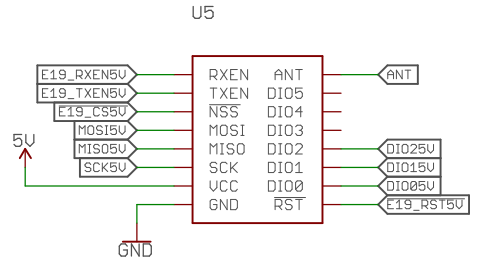 U5
E19_RXEN5V RXEN ANT ANT
E19_TXEN5V TXEN DIO5
E19_CS5V NSS DIO4
MOSI5V MOSI DIO3
5V MISO5V MISO DIO2 DIO25V
SCK5V SCK DIO1 DIO15V
VCC DIO0 DIO05V
GND RST E19_RST5V
GND